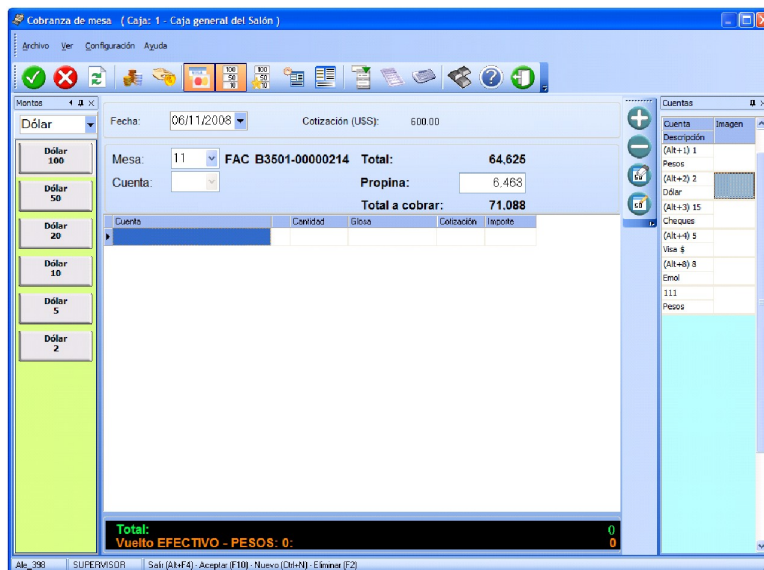 Cobranza de mesa ( Caja: 1 - Caja general del Salón )
Archivo Ver Configuración Ayuda
Montos
Dólar
Dólar
100
Dólar
50
Dólar
20
Dólar
10
Dólar
5
Dólar
2
Fecha: 06/11/2008 Cotización (U$S): 600.00
Mesa: 11 FAC B3501-00000214 Total: 64,625
Cuenta: Propina: 6,463
Total a cobrar: 71,088
Cuenta Cantidad Glosa Cotización Importe
Total: 0
Vuelto EFECTIVO - PESOS: 0: 0
Cuentas
Cuenta Imagen
Descripción
(Alt+1) 1
Pesos
(Alt+2) 2
Dólar
(Alt+3) 15
Cheques
(Alt+4) 5
Visa $
(Alt+8) 8
Emol
111
Pesos
Ale_398 SUPERVISOR Salir (Alt+F4) - Aceptar (F10) - Nuevo (Ctrl+N) - Eliminar (F2)